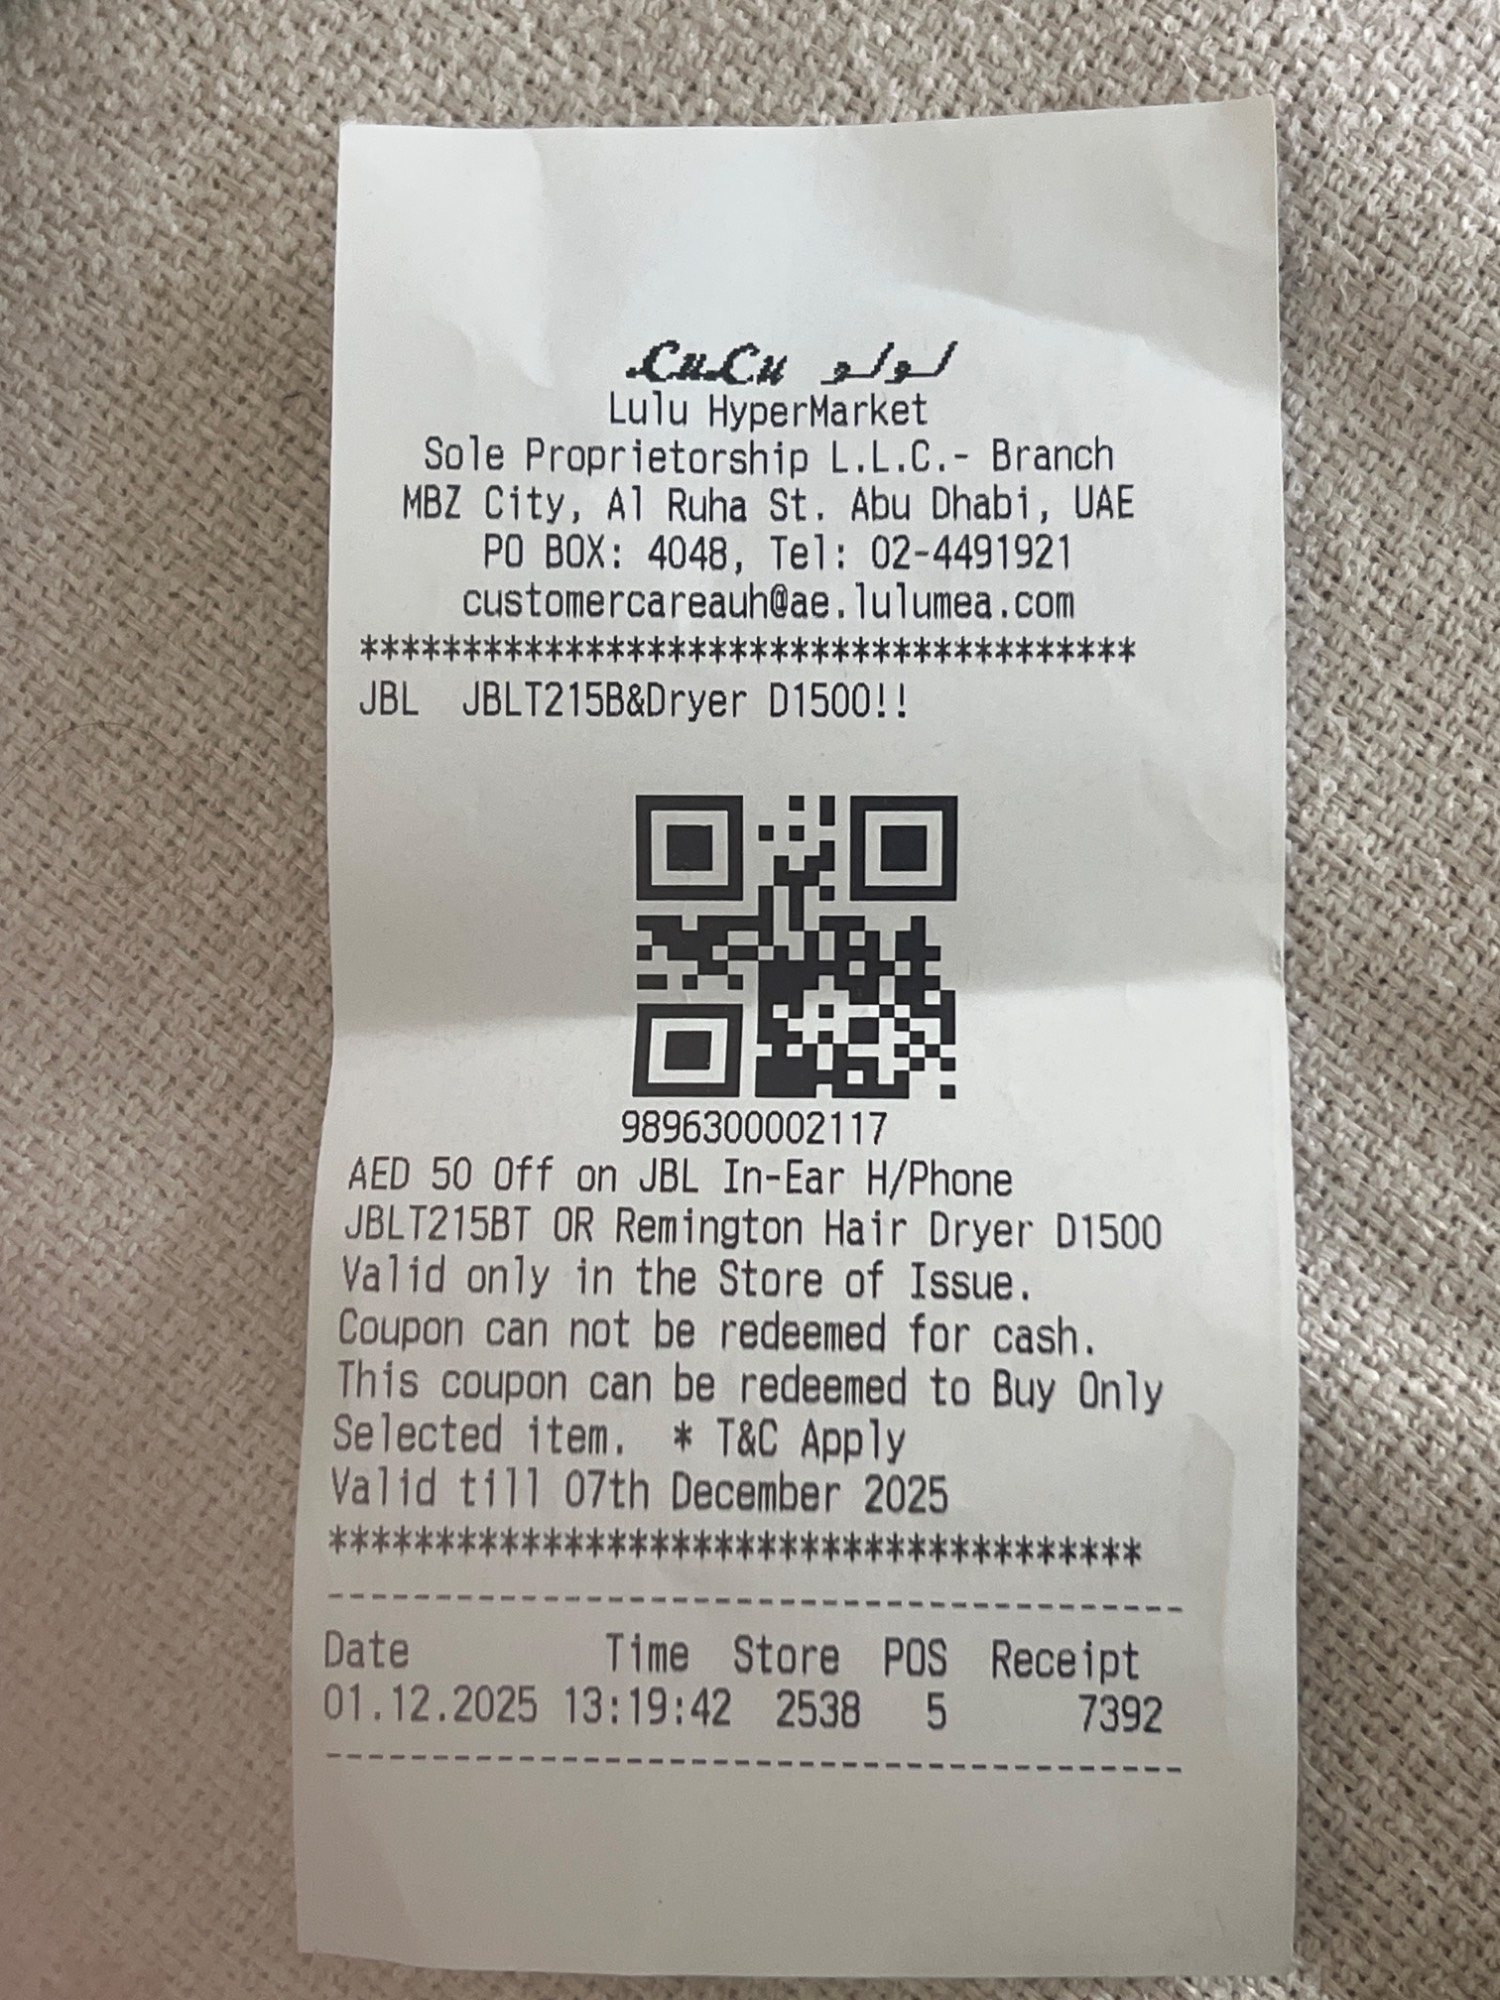 LuLu لولو
Lulu HyperMarket
Sole Proprietorship L.L.C.- Branch
MBZ City, Al Ruha St. Abu Dhabi, UAE
PO BOX: 4048, Tel: 02-4491921
customercareauh@ae.lulumea.com
**************************************
JBL  JBLT215B&Dryer D1500!!
9896300002117
AED 50 Off on JBL In-Ear H/Phone
JBLT215BT OR Remington Hair Dryer D1500
Valid only in the Store of Issue.
Coupon can not be redeemed for cash.
This coupon can be redeemed to Buy Only
Selected item.  * T&C Apply
Valid till 07th December 2025
**************************************
----------------------------------------
Date Time Store POS Receipt
01.12.2025 13:19:42 2538 5 7392
----------------------------------------